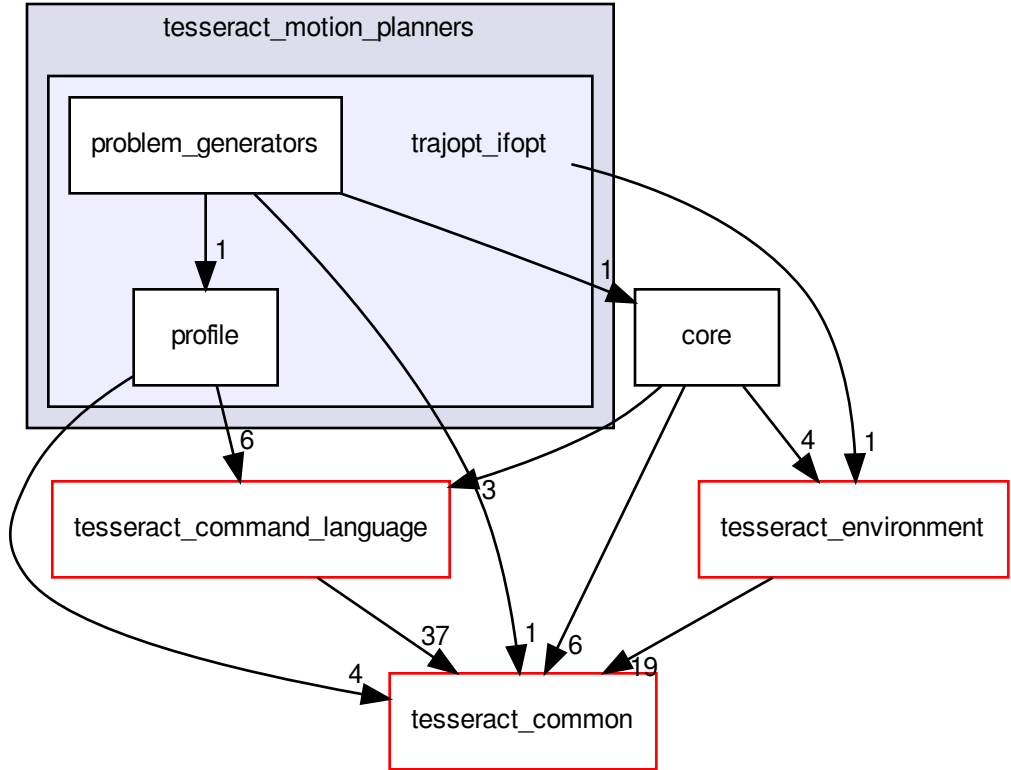 tesseract_motion_planners
problem_generators
trajopt_ifopt
1
1
profile
core
6
3
4
1
tesseract_command_language
tesseract_environment
37
1
6
19
4
tesseract_common